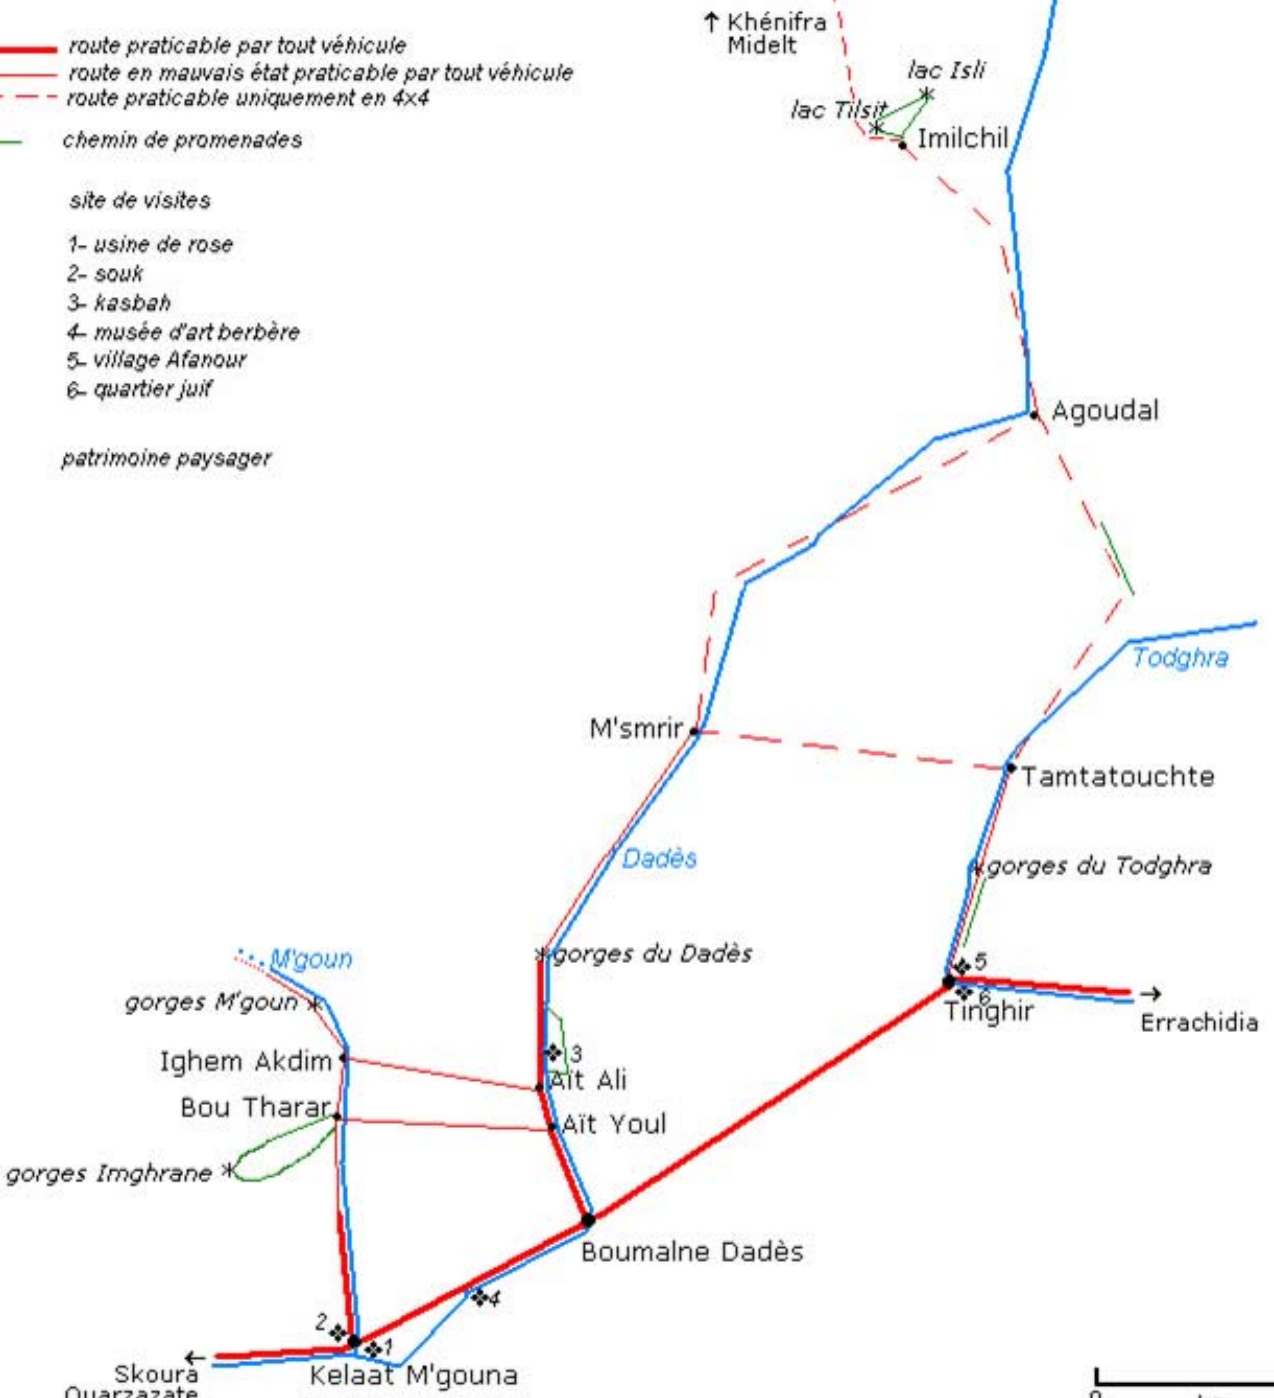 route praticable par tout véhicule
route en mauvais état praticable par tout véhicule
route praticable uniquement en 4x4
chemin de promenades
site de visites
1- usine de rose
2- souk
3- kasbah
4- musée d'art berbère
5- village Afanour
6- quartier juif
patrimoine paysager
↑ Khénifra
Midelt
lac Isli
lac Tilsit
Imilchil
Agoudal
Todghra
M'smrir
Tamtatouchte
Dadès
gorges du Todghra
M'goun
gorges du Dadès
5
gorges M'goun
6
Tinghir
→
Errachidia
Ighem Akdim
3
Aït Ali
Bou Tharar
Aït Youl
gorges Imghrane
Boumalne Dadès
4
2
1
←
Skoura
Kelaat M'gouna
Ouarzazate